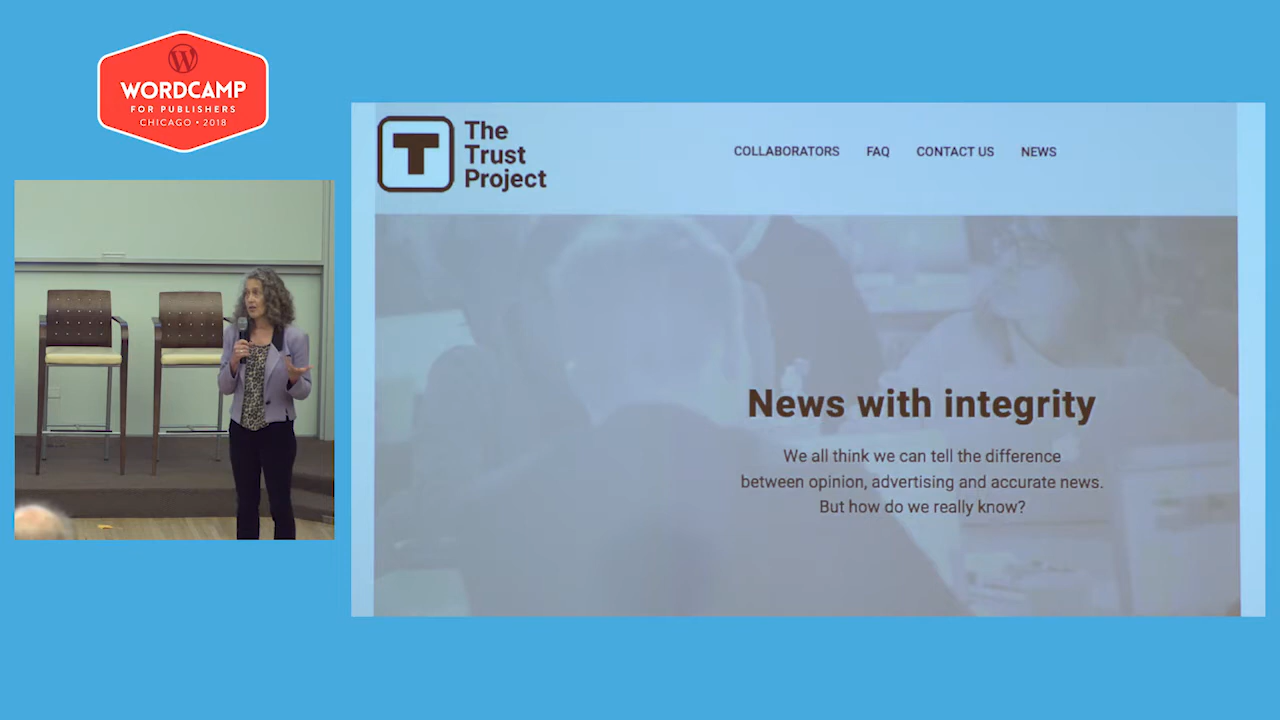 WORDCAMP
FOR PUBLISHERS
CHICAGO • 2018
The
Trust
Project
COLLABORATORS FAQ CONTACT US NEWS
News with integrity
We all think we can tell the difference
between opinion, advertising and accurate news.
But how do we really know?